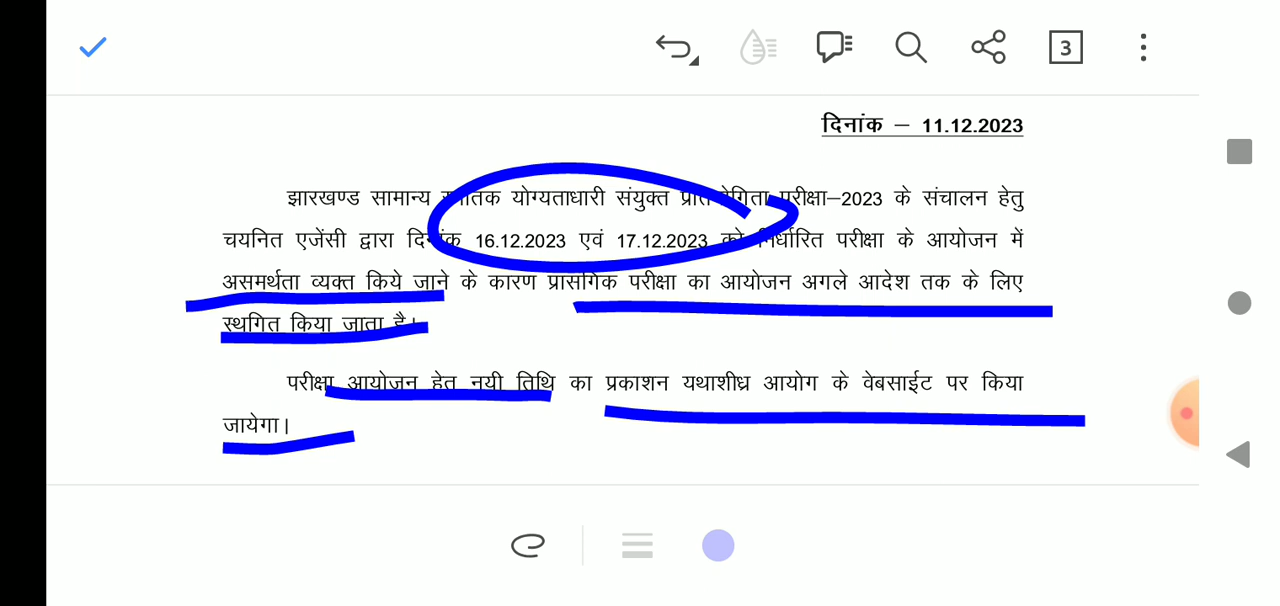 3
दिनांक – 11.12.2023
झारखण्ड सामान्य स्नातक योग्यताधारी संयुक्त प्रतियोगिता परीक्षा–2023 के संचालन हेतु
चयनित एजेंसी द्वारा दिनांक 16.12.2023 एवं 17.12.2023 को निर्धारित परीक्षा के आयोजन में
असमर्थता व्यक्त किये जाने के कारण प्रासंगिक परीक्षा का आयोजन अगले आदेश तक के लिए
स्थगित किया जाता है।
परीक्षा आयोजन हेतु नयी तिथि का प्रकाशन यथाशीघ्र आयोग के वेबसाईट पर किया
जायेगा।